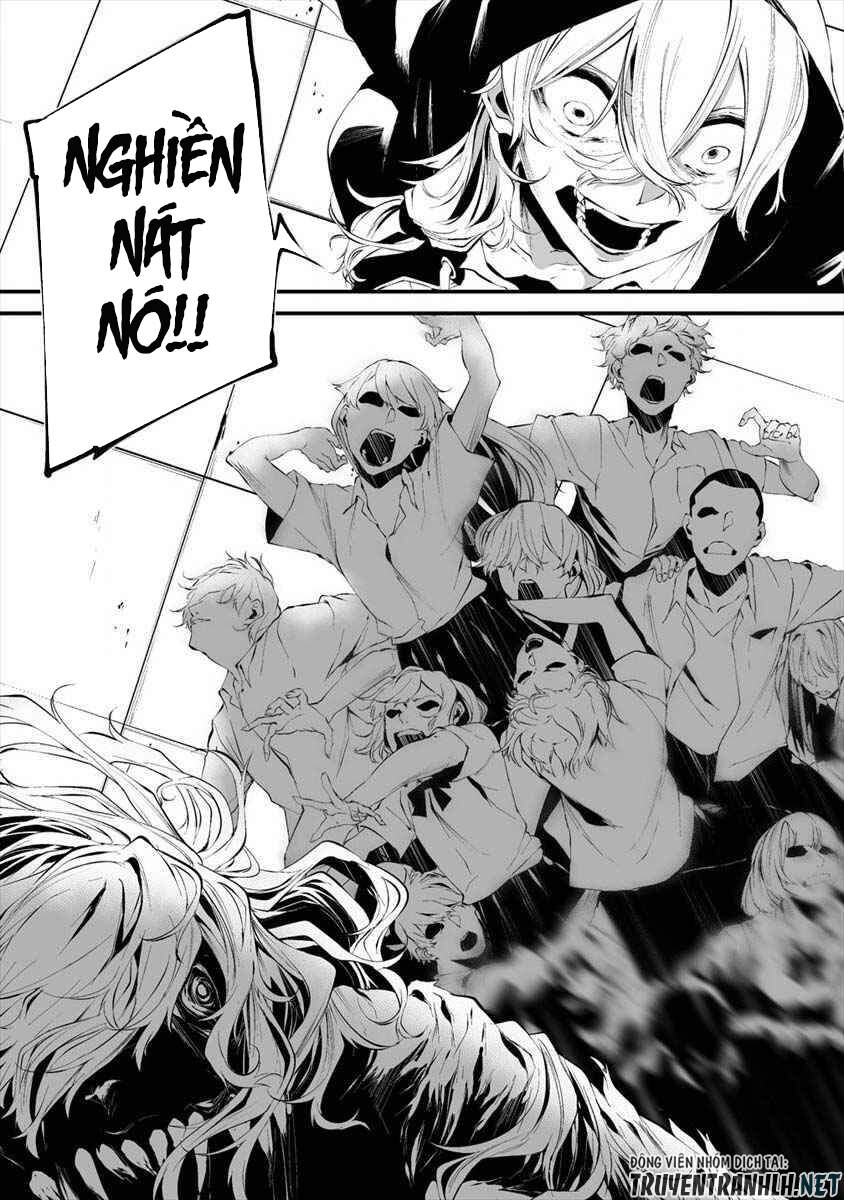 NGHIỀN
NÁT
NÓ!!
ĐỘNG VIÊN NHÓM DỊCH TẠI:
TRUYENTRANHLH.NET